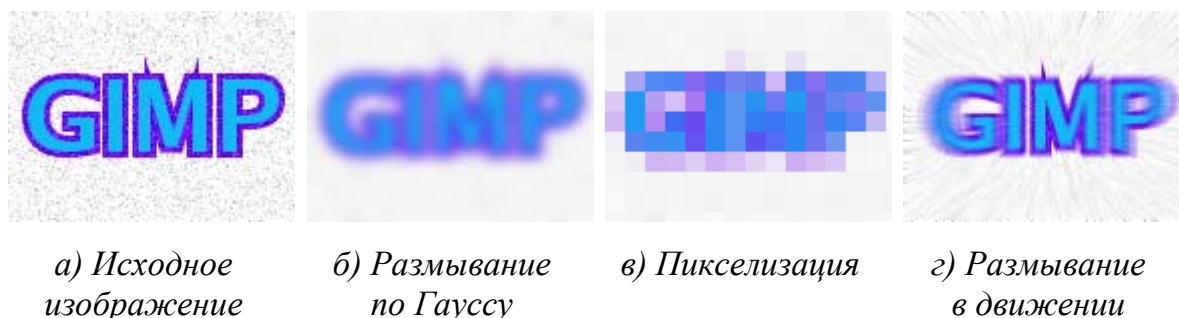 GIMP
GIMP
GIMP
а) Исходное
изображение
б) Размывание
по Гауссу
в) Пикселизация
г) Размывание
в движении